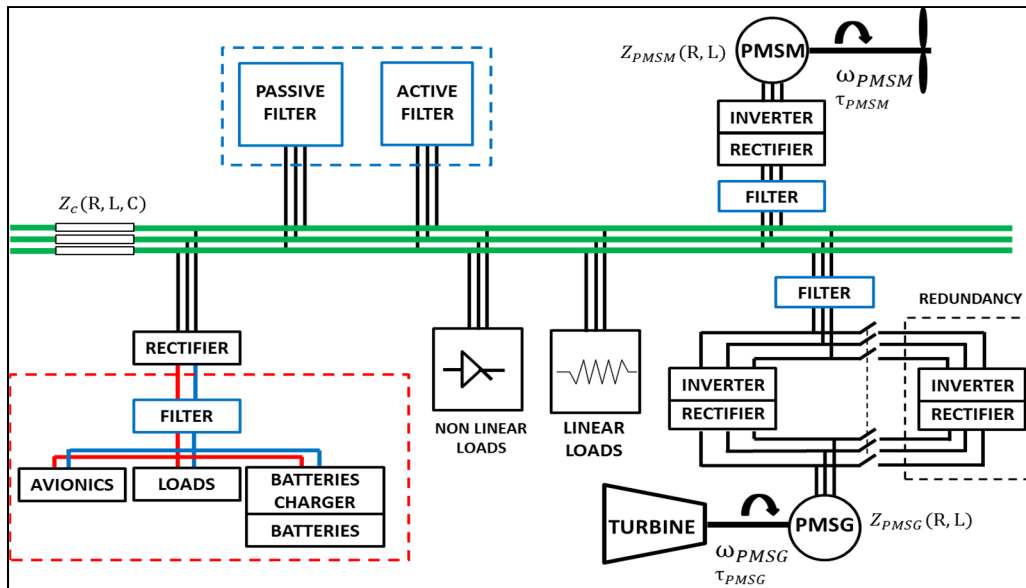 PASSIVE
FILTER
ACTIVE
FILTER
Z_PMSM(R, L)
PMSM
ω_PMSM
τ_PMSM
INVERTER
RECTIFIER
FILTER
Z_c(R, L, C)
FILTER
REDUNDANCY
RECTIFIER
FILTER
AVIONICS
LOADS
BATTERIES
CHARGER
BATTERIES
NON LINEAR
LOADS
LINEAR
LOADS
INVERTER
RECTIFIER
INVERTER
RECTIFIER
TURBINE
PMSG
Z_PMSG(R, L)
ω_PMSG
τ_PMSG